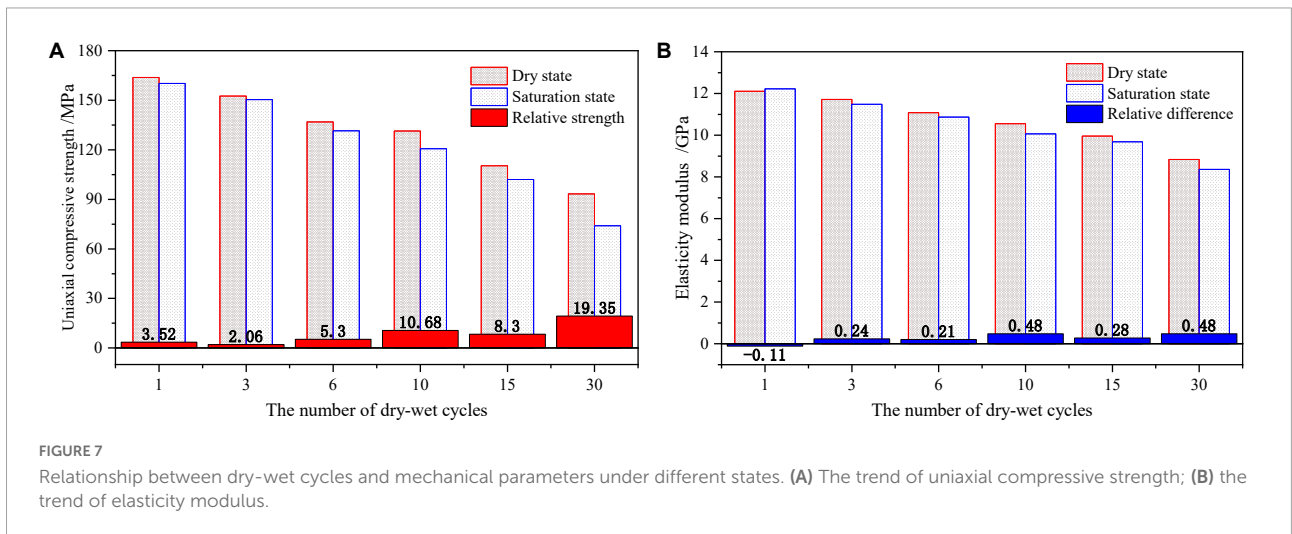 A
180
150
120
90
60
30
0
Uniaxial compressive strength /MPa
Dry state
Saturation state
Relative strength
3.52
2.06
5.3
10.68
8.3
19.35
1 3 6 10 15 30
The number of dry-wet cycles
B
14
12
10
8
6
4
2
0
Elasticity modulus /GPa
Dry state
Saturation state
Relative difference
-0.11
0.24
0.21
0.48
0.28
0.48
1 3 6 10 15 30
The number of dry-wet cycles
FIGURE 7
Relationship between dry-wet cycles and mechanical parameters under different states. (A) The trend of uniaxial compressive strength; (B) the
trend of elasticity modulus.